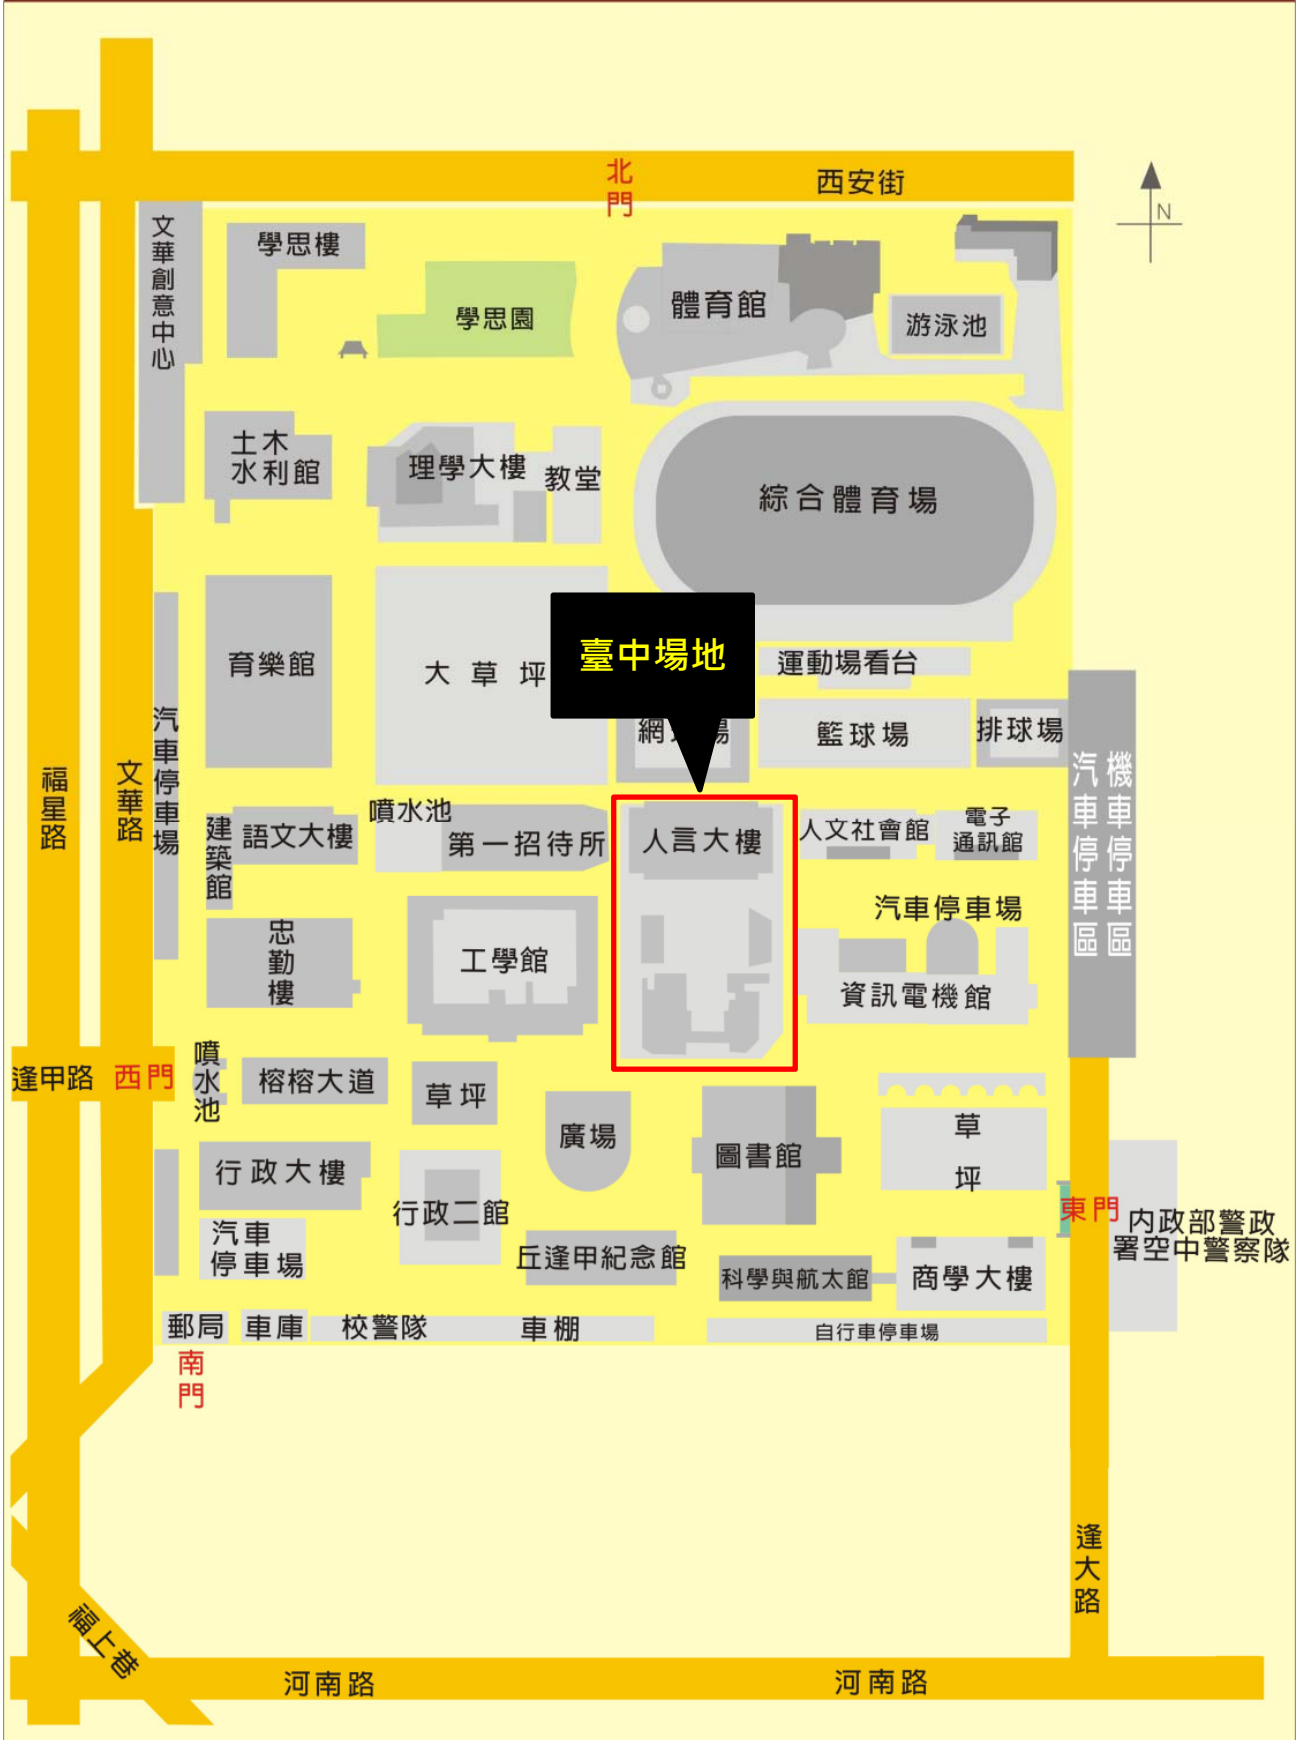 北門
西安街
N
文華創意中心
學思樓
學思園
體育館
游泳池
土木
水利館
理學大樓
教堂
綜合體育場
臺中場地
育樂館
大草坪
運動場看台
網
場
籃球場
排球場
汽車停車區
機車停車區
福星路
文華路
汽車停車場
建築館
語文大樓
噴水池
第一招待所
人言大樓
人文社會館
電子
通訊館
汽車停車場
忠勤樓
工學館
資訊電機館
逢甲路
西門
噴水池
榕榕大道
草坪
廣場
圖書館
草坪
行政大樓
行政二館
東門
內政部警政
署空中警察隊
汽車
停車場
丘逢甲紀念館
科學與航太館
商學大樓
郵局
車庫
校警隊
車棚
自行車停車場
南門
逢大路
福上巷
河南路
河南路